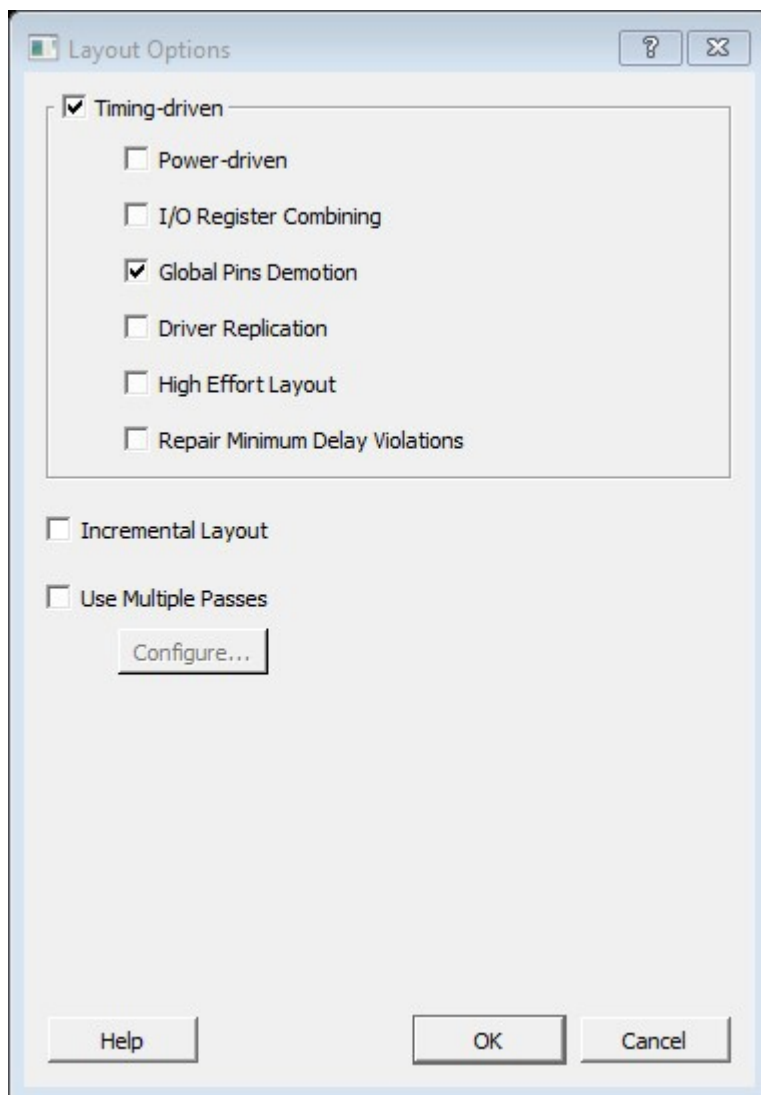 Layout Options
Timing-driven
Power-driven
I/O Register Combining
Global Pins Demotion
Driver Replication
High Effort Layout
Repair Minimum Delay Violations
Incremental Layout
Use Multiple Passes
Configure...
Help OK Cancel